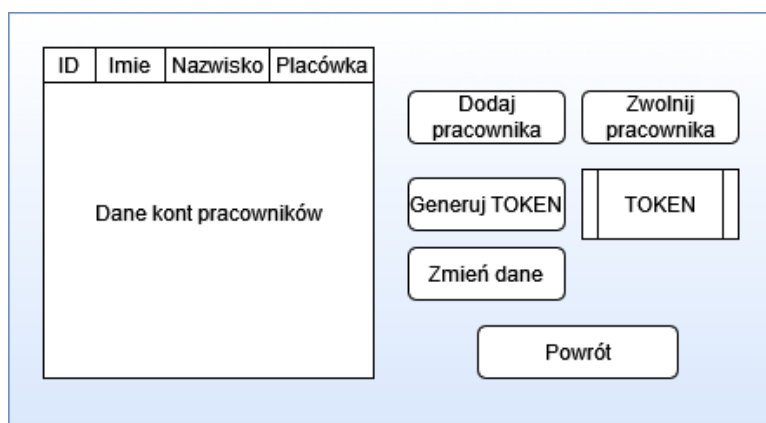 ID Imie Nazwisko Placówka
Dane kont pracowników
Dodaj
pracownika
Zwolnij
pracownika
Generuj TOKEN
TOKEN
Zmień dane
Powrót